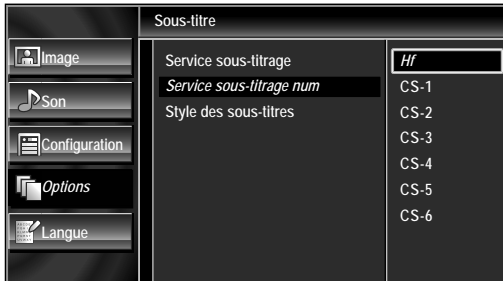 Sous-titre
Image
Son
Configuration
Options
Langue
Service sous-titrage
Service sous-titrage num
Style des sous-titres
Hf
CS-1
CS-2
CS-3
CS-4
CS-5
CS-6